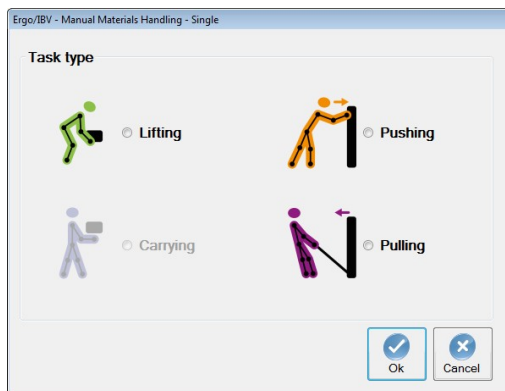 Ergo/IBV - Manual Materials Handling - Single
Task type
Lifting
Pushing
Carrying
Pulling
Ok
Cancel